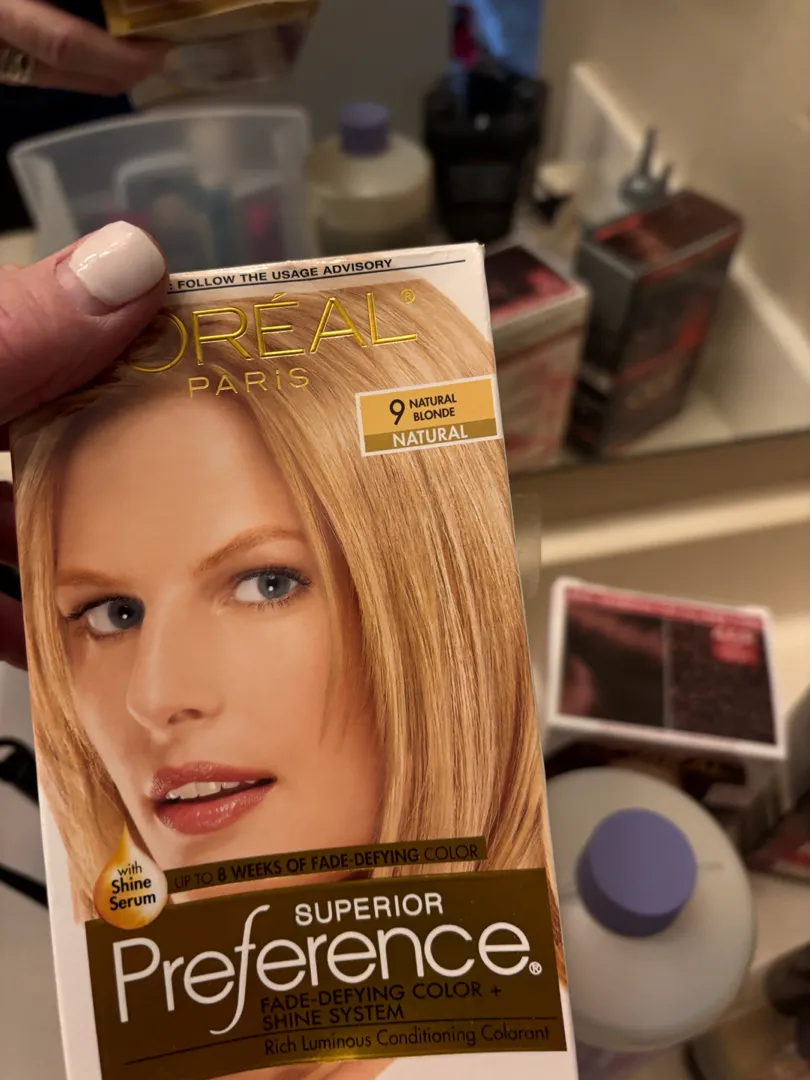 : FOLLOW THE USAGE ADVISORY
ORÉAL®
PARiS
9 NATURAL
BLONDE
NATURAL
UP TO 8 WEEKS OF FADE-DEFYING COLOR
with
Shine
Serum
SUPERIOR
Preference®
FADE-DEFYING COLOR +
SHINE SYSTEM
Rich Luminous Conditioning Colorant